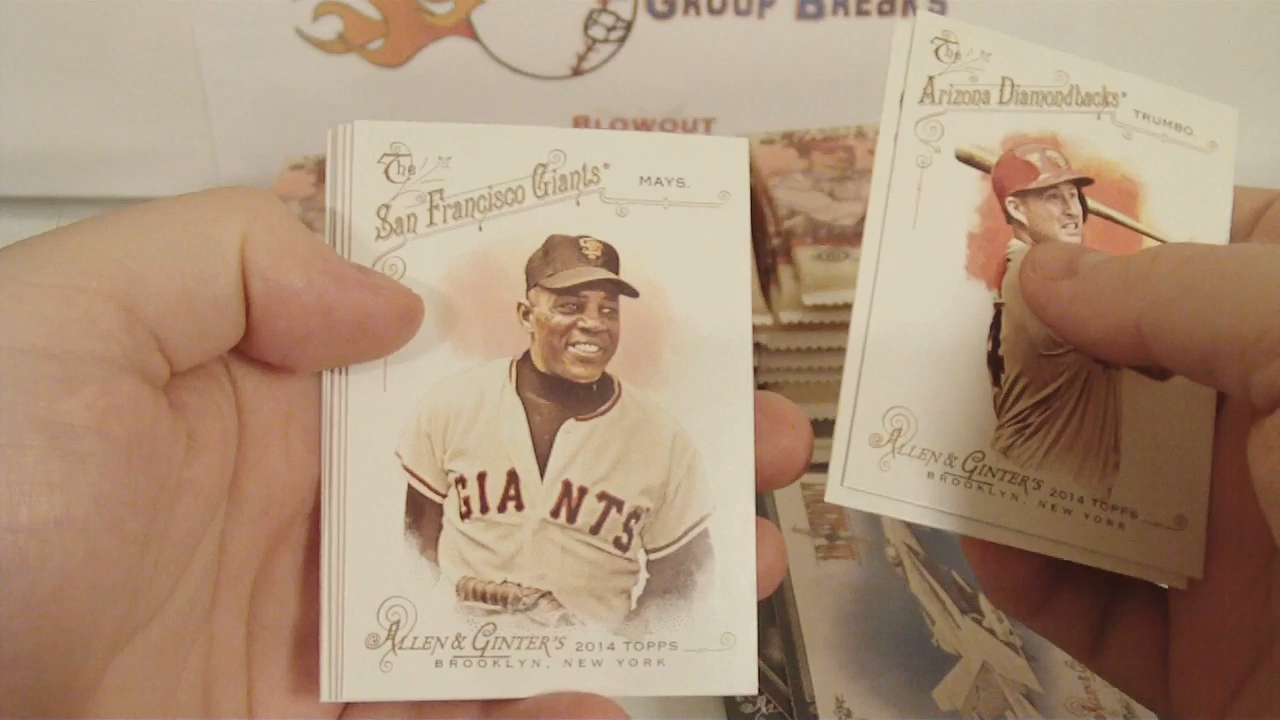 GROUP BREAKS
BLOWOUT
The
San Francisco Giants®
MAYS.
GIANTS
ALLEN & GINTER'S 2014 TOPPS
BROOKLYN, NEW YORK
The
Arizona Diamondbacks®
TRUMBO.
ALLEN & GINTER'S 2014 TOPPS
BROOKLYN, NEW YORK